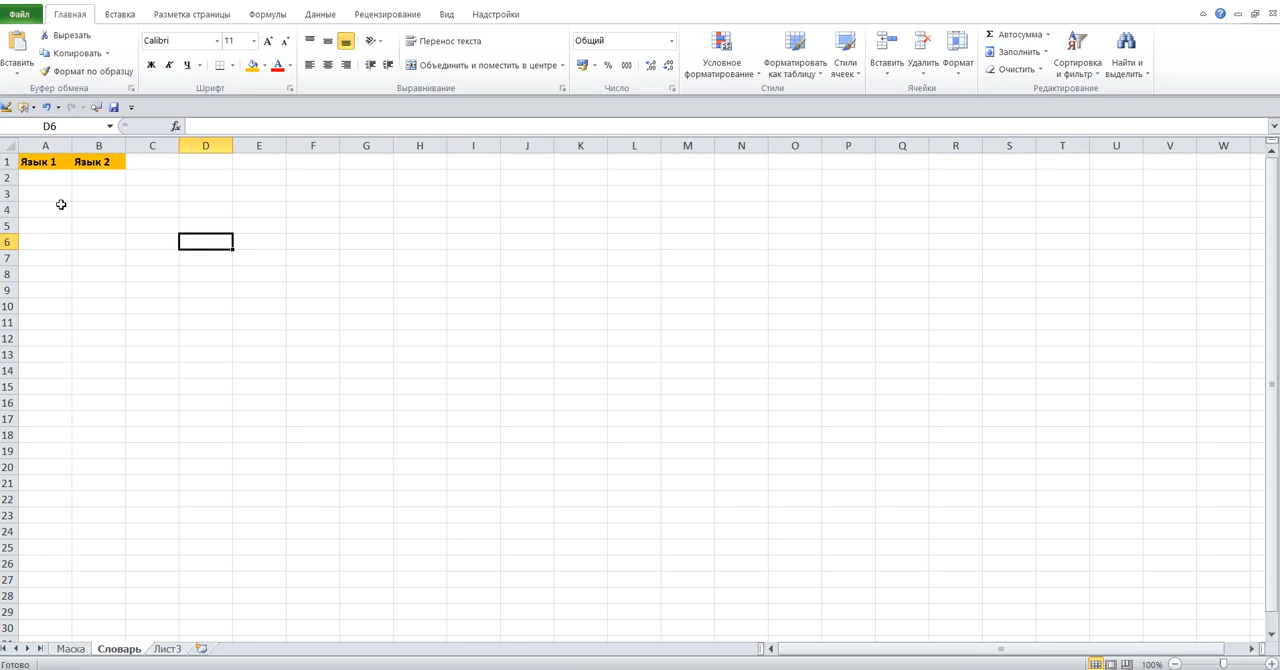 Файл Главная Вставка Разметка страницы Формулы Данные Рецензирование Вид Надстройки
Вырезать Calibri 11 Перенос текста Общий Σ Автосумма
Копировать Заполнить
Вставить Формат по образцу Ж К Ч Объединить и поместить в центре % 000 Условное форматирование Форматировать как таблицу Стили ячеек Вставить Удалить Формат Очистить Сортировка и фильтр Найти и выделить
Буфер обмена Шрифт Выравнивание Число Стили Ячейки Редактирование
D6 fx
A B C D E F G H I J K L M N O P Q R S T U V W
1 Язык 1 Язык 2
2
3
4
5
6
7
8
9
10
11
12
13
14
15
16
17
18
19
20
21
22
23
24
25
26
27
28
29
30
Маска Словарь Лист3
Готово 100%